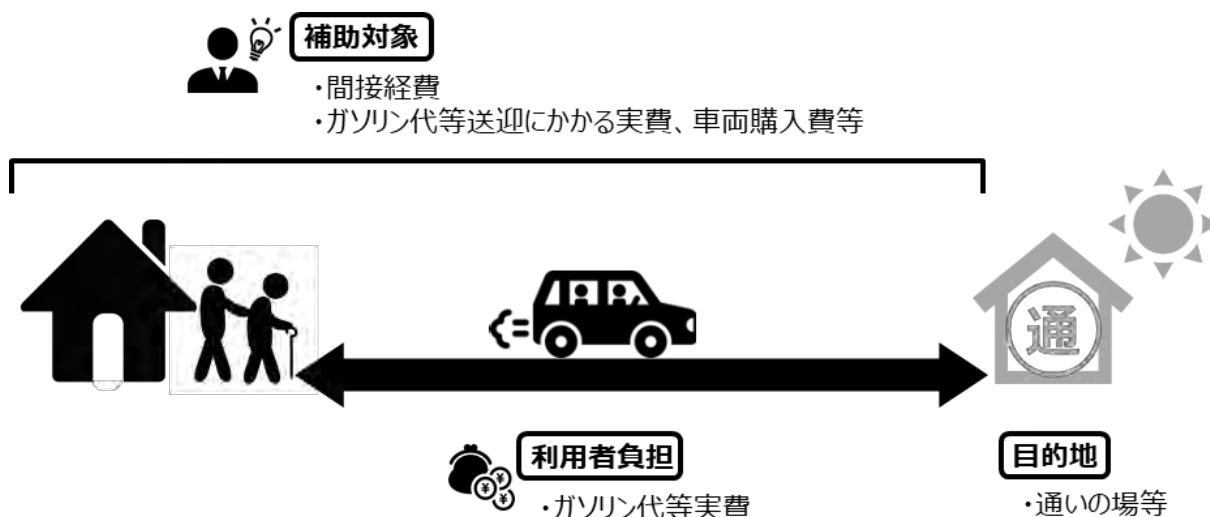 補助対象
・間接経費
・ガソリン代等送迎にかかる実費、車両購入費等
通
利用者負担
・ガソリン代等実費
目的地
・通いの場等